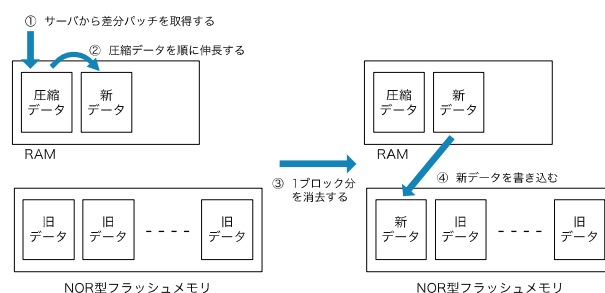 ① サーバから差分パッチを取得する
② 圧縮データを順に伸長する
圧縮
データ
新
データ
RAM
旧
データ
旧
データ
- - - -
旧
データ
NOR型フラッシュメモリ
③ 1ブロック分
を消去する
圧縮
データ
新
データ
RAM
④ 新データを書き込む
新
データ
旧
データ
- - - -
旧
データ
NOR型フラッシュメモリ